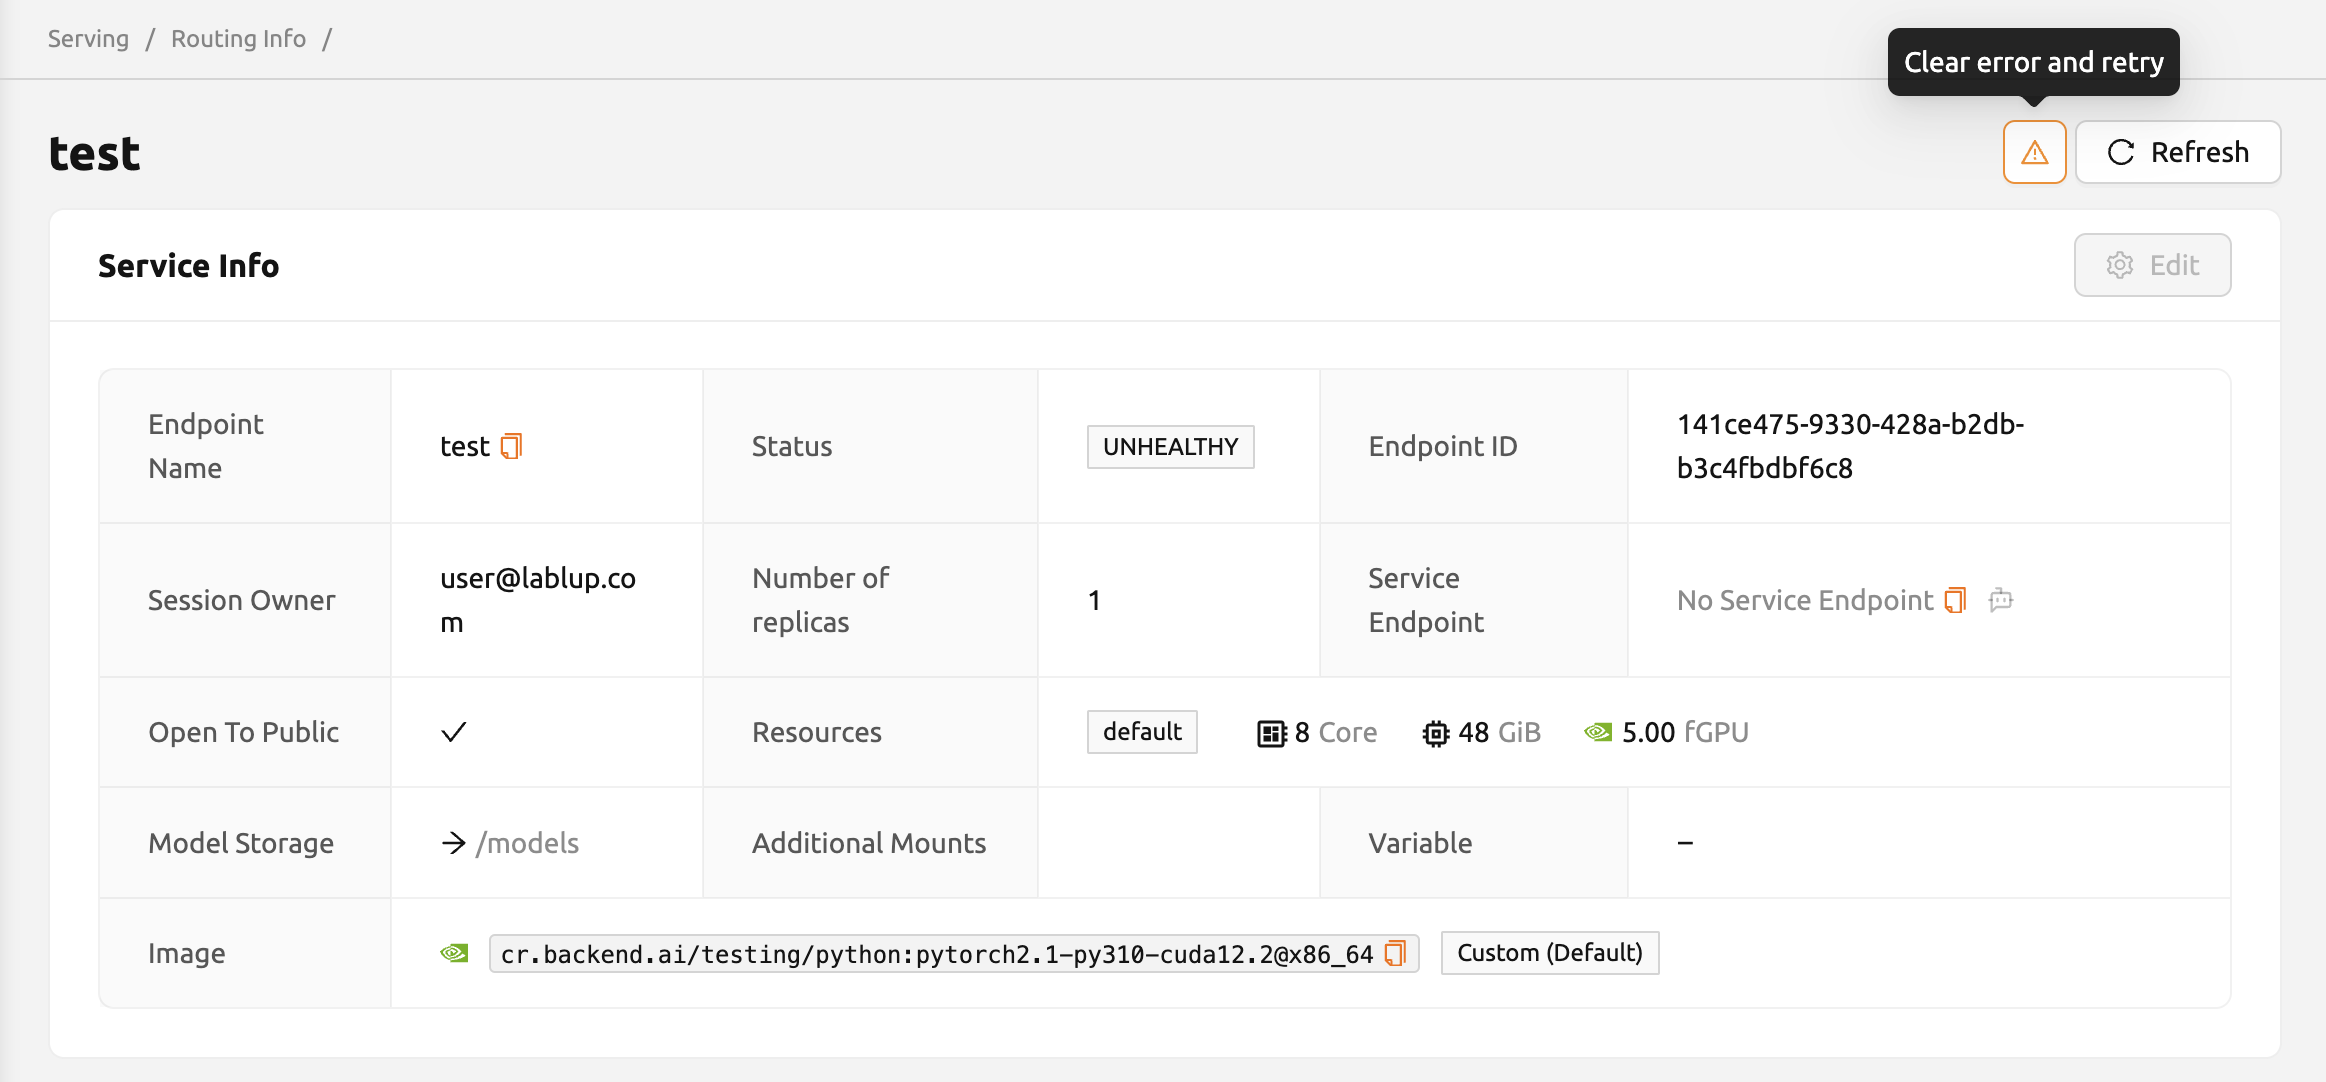 Serving / Routing Info /
Clear error and retry
test
Refresh
Service Info
Edit
Endpoint
Name
test
Status
UNHEALTHY
Endpoint ID
141ce475-9330-428a-b2db-
b3c4fbdbf6c8
Session Owner
user@lablup.co
m
Number of
replicas
1
Service
Endpoint
No Service Endpoint
Open To Public
Resources
default
8 Core
48 GiB
5.00 fGPU
Model Storage
/models
Additional Mounts
Variable
–
Image
cr.backend.ai/testing/python:pytorch2.1-py310-cuda12.2@x86_64
Custom (Default)